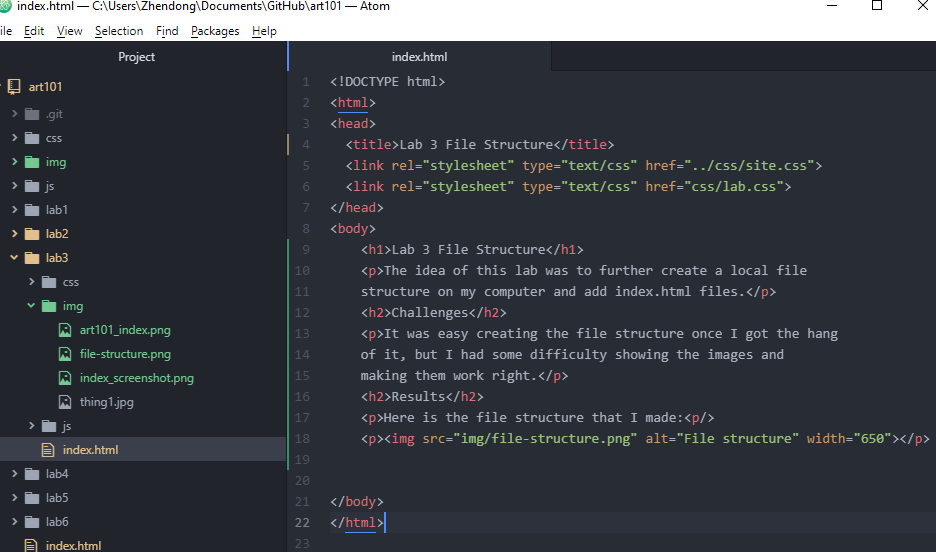 index.html — C:\Users\Zhendong\Documents\GitHub\art101 — Atom
ile Edit View Selection Find Packages Help
Project
art101
.git
css
img
js
lab1
lab2
lab3
css
img
art101_index.png
file-structure.png
index_screenshot.png
thing1.jpg
js
index.html
lab4
lab5
lab6
index.html
index.html
1 <!DOCTYPE html>
2 <html>
3 <head>
4 <title>Lab 3 File Structure</title>
5 <link rel="stylesheet" type="text/css" href="../css/site.css">
6 <link rel="stylesheet" type="text/css" href="css/lab.css">
7 </head>
8 <body>
9 <h1>Lab 3 File Structure</h1>
10 <p>The idea of this lab was to further create a local file
11 structure on my computer and add index.html files.</p>
12 <h2>Challenges</h2>
13 <p>It was easy creating the file structure once I got the hang
14 of it, but I had some difficulty showing the images and
15 making them work right.</p>
16 <h2>Results</h2>
17 <p>Here is the file structure that I made:<p/>
18 <p><img src="img/file-structure.png" alt="File structure" width="650"></p>
19
20
21 </body>
22 </html>
23